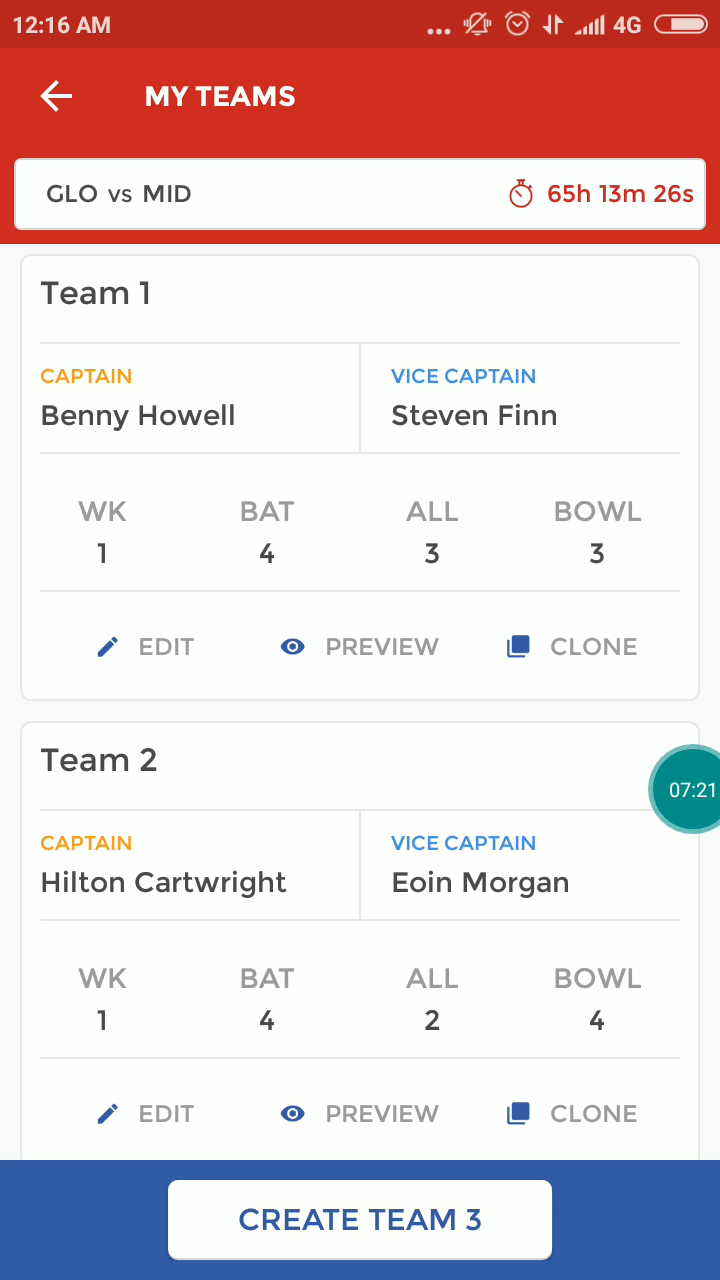 12:16 AM ... 4G
MY TEAMS
GLO vs MID 65h 13m 26s
Team 1
CAPTAIN VICE CAPTAIN
Benny Howell Steven Finn
WK BAT ALL BOWL
1 4 3 3
EDIT PREVIEW CLONE
Team 2
07:21
CAPTAIN VICE CAPTAIN
Hilton Cartwright Eoin Morgan
WK BAT ALL BOWL
1 4 2 4
EDIT PREVIEW CLONE
CREATE TEAM 3